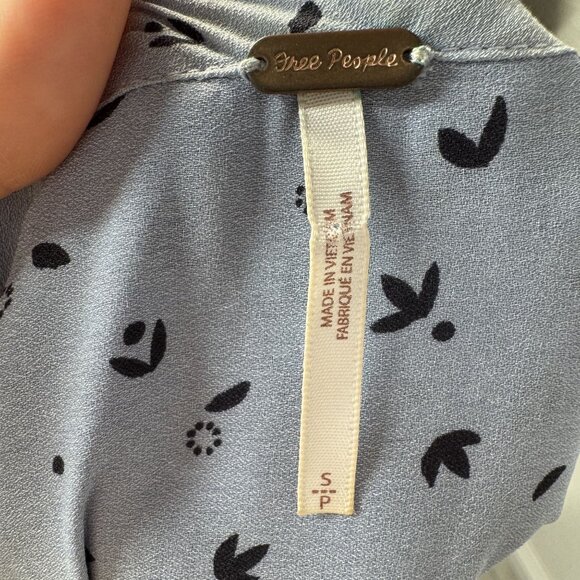 Free People
MADE IN VIETNAM
FABRIQUÉ EN VIETNAM
S
P